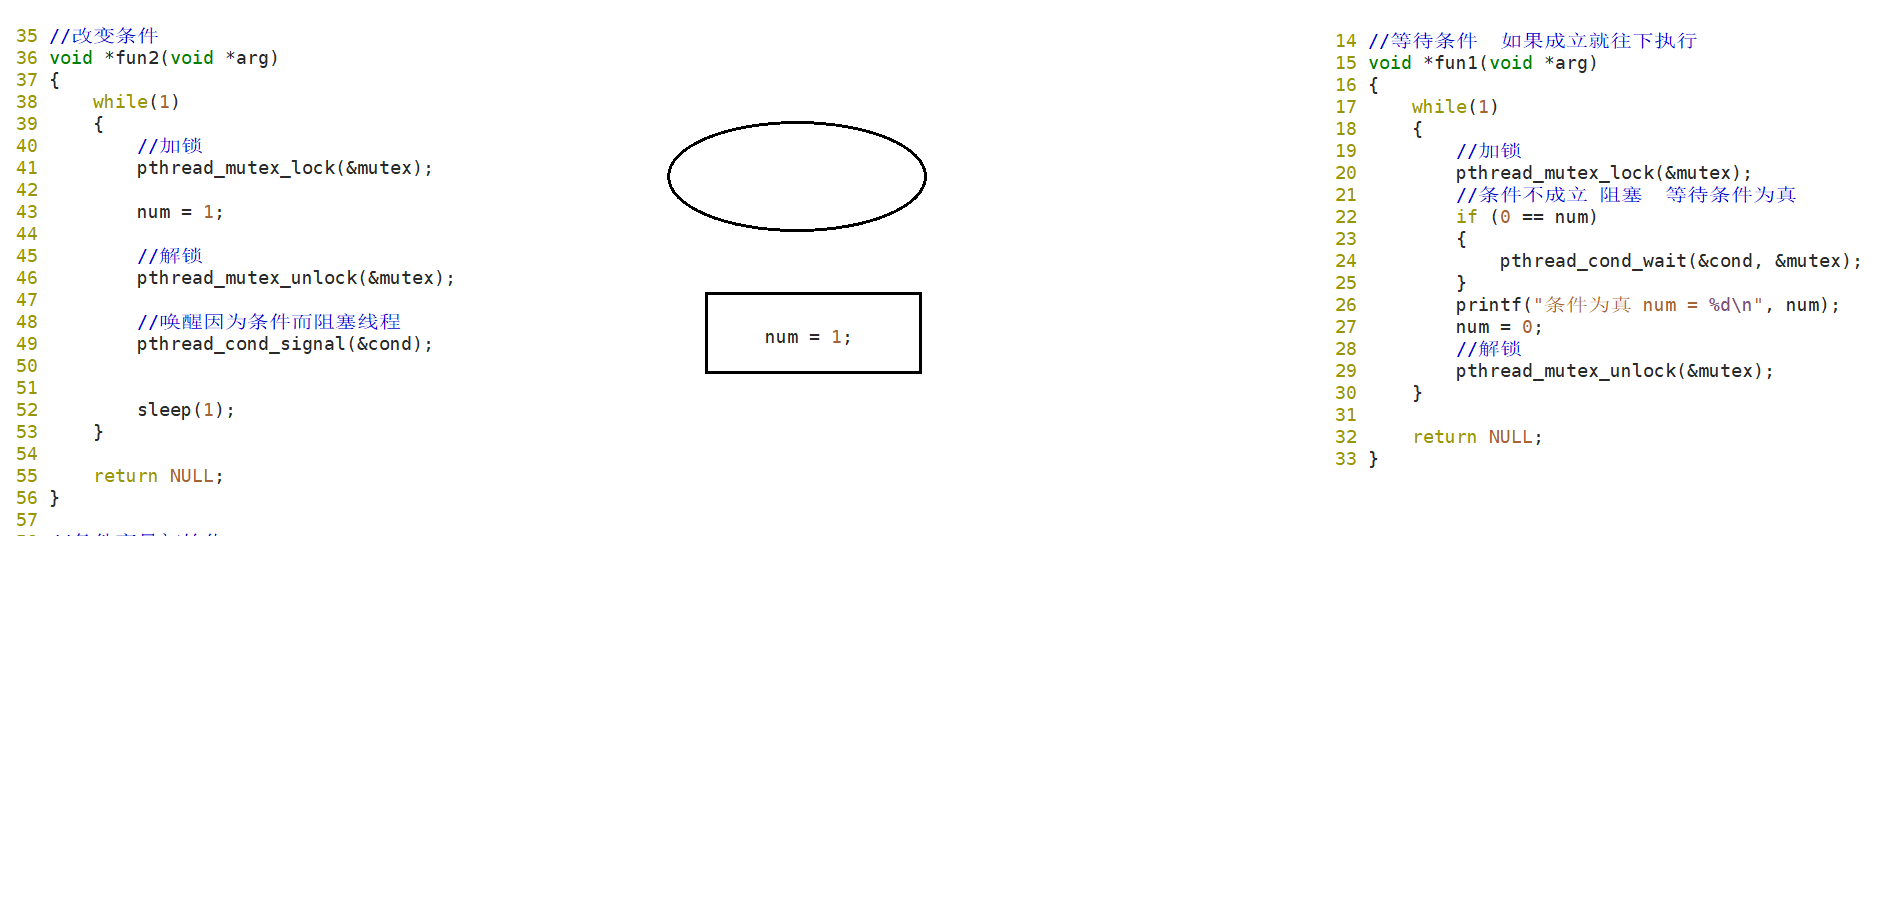 35 //改变条件
36 void *fun2(void *arg)
37 {
38     while(1)
39     {
40         //加锁
41         pthread_mutex_lock(&mutex);
42
43         num = 1;
44
45         //解锁
46         pthread_mutex_unlock(&mutex);
47
48         //唤醒因为条件而阻塞线程
49         pthread_cond_signal(&cond);
50
51
52         sleep(1);
53     }
54
55     return NULL;
56 }
57
num = 1;
14 //等待条件  如果成立就往下执行
15 void *fun1(void *arg)
16 {
17     while(1)
18     {
19         //加锁
20         pthread_mutex_lock(&mutex);
21         //条件不成立 阻塞  等待条件为真
22         if (0 == num)
23         {
24             pthread_cond_wait(&cond, &mutex);
25         }
26         printf("条件为真 num = %d\n", num);
27         num = 0;
28         //解锁
29         pthread_mutex_unlock(&mutex);
30     }
31
32     return NULL;
33 }